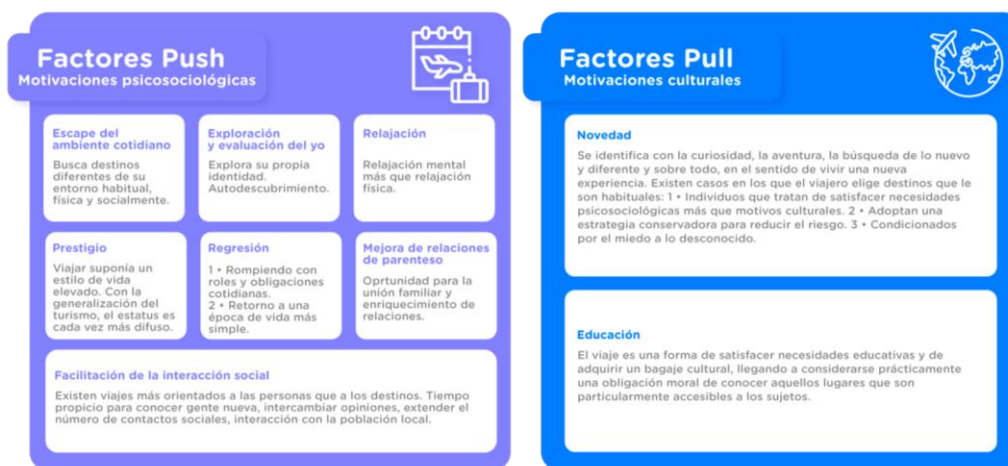 Factores Push
Motivaciones psicosociológicas
Escape del
ambiente cotidiano
Busca destinos
diferentes de su
entorno habitual,
física y socialmente.
Exploración
y evaluación del yo
Explora su propia
identidad.
Autodescubrimiento.
Relajación
Relajación mental
más que relajación
física.
Prestigio
Viajar suponía un
estilo de vida
elevado. Con la
generalización del
turismo, el estatus es
cada vez más difuso.
Regresión
1 • Rompiendo con
roles y obligaciones
cotidianas.
2 • Retorno a una
época de vida más
simple.
Mejora de relaciones
de parenteso
Oprtunidad para la
unión familiar y
enriquecimiento de
relaciones.
Facilitación de la interacción social
Existen viajes más orientados a las personas que a los destinos. Tiempo
propicio para conocer gente nueva, intercambiar opiniones, extender el
número de contactos sociales, interacción con la población local.
Factores Pull
Motivaciones culturales
Novedad
Se identifica con la curiosidad, la aventura, la búsqueda de lo nuevo
y diferente y sobre todo, en el sentido de vivir una nueva
experiencia. Existen casos en los que el viajero elige destinos que le
son habituales: 1 • Individuos que tratan de satisfacer necesidades
psicosociológicas más que motivos culturales. 2 • Adoptan una
estrategia conservadora para reducir el riesgo. 3 • Condicionados
por el miedo a lo desconocido.
Educación
El viaje es una forma de satisfacer necesidades educativas y de
adquirir un bagaje cultural, llegando a considerarse prácticamente
una obligación moral de conocer aquellos lugares que son
particularmente accesibles a los sujetos.